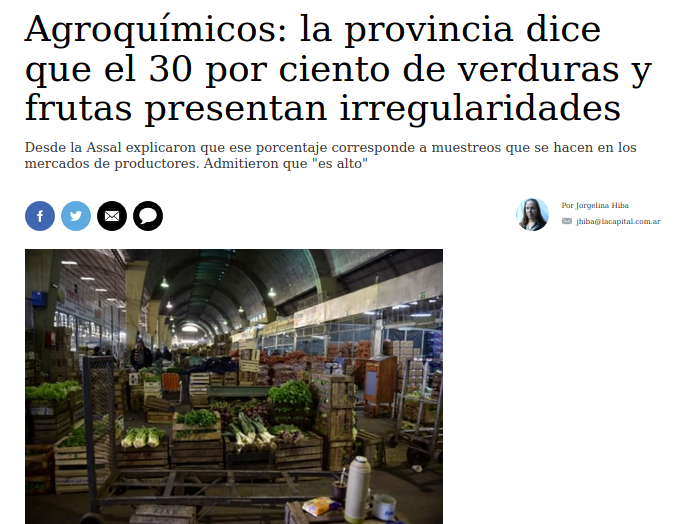 Agroquímicos: la provincia dice
que el 30 por ciento de verduras y
frutas presentan irregularidades
Desde la Assal explicaron que ese porcentaje corresponde a muestreos que se hacen en los
mercados de productores. Admitieron que "es alto"
Por Jorgelina Hiba
jhiba@lacapital.com.ar